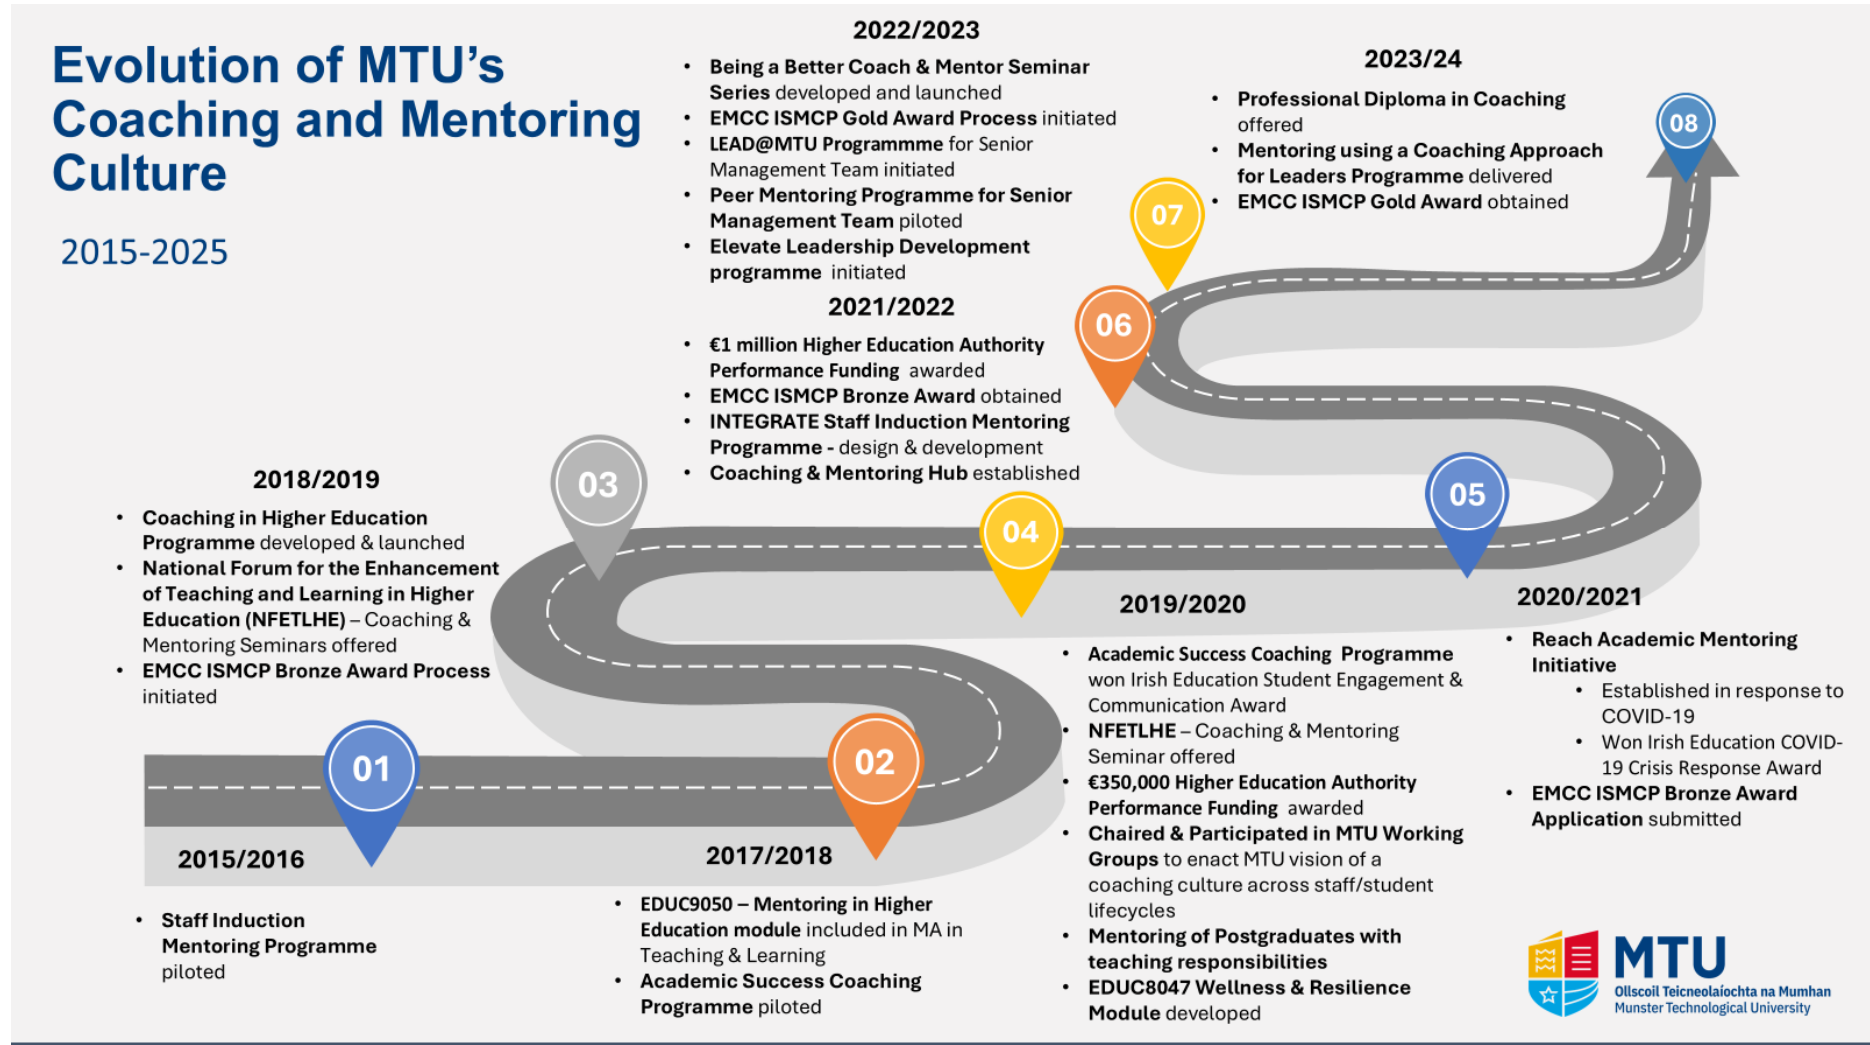 Evolution of MTU's
Coaching and Mentoring
Culture
2015-2025
01
2015/2016
• Staff Induction
Mentoring Programme
piloted
02
2017/2018
• EDUC9050 – Mentoring in Higher
Education module included in MA in
Teaching & Learning
• Academic Success Coaching
Programme piloted
03
2018/2019
• Coaching in Higher Education
Programme developed & launched
• National Forum for the Enhancement
of Teaching and Learning in Higher
Education (NFETLHE) – Coaching &
Mentoring Seminars offered
• EMCC ISMCP Bronze Award Process
initiated
04
2019/2020
• Academic Success Coaching Programme
won Irish Education Student Engagement &
Communication Award
• NFETLHE – Coaching & Mentoring
Seminar offered
• €350,000 Higher Education Authority
Performance Funding awarded
• Chaired & Participated in MTU Working
Groups to enact MTU vision of a
coaching culture across staff/student
lifecycles
• Mentoring of Postgraduates with
teaching responsibilities
• EDUC8047 Wellness & Resilience
Module developed
05
2020/2021
• Reach Academic Mentoring
Initiative
• Established in response to
COVID-19
• Won Irish Education COVID-
19 Crisis Response Award
• EMCC ISMCP Bronze Award
Application submitted
06
2021/2022
• €1 million Higher Education Authority
Performance Funding awarded
• EMCC ISMCP Bronze Award obtained
• INTEGRATE Staff Induction Mentoring
Programme - design & development
• Coaching & Mentoring Hub established
07
2022/2023
• Being a Better Coach & Mentor Seminar
Series developed and launched
• EMCC ISMCP Gold Award Process initiated
• LEAD@MTU Programmme for Senior
Management Team initiated
• Peer Mentoring Programme for Senior
Management Team piloted
• Elevate Leadership Development
programme initiated
08
2023/24
• Professional Diploma in Coaching
offered
• Mentoring using a Coaching Approach
for Leaders Programme delivered
• EMCC ISMCP Gold Award obtained
MTU
Ollscoil Teicneolaíochta na Mumhan
Munster Technological University